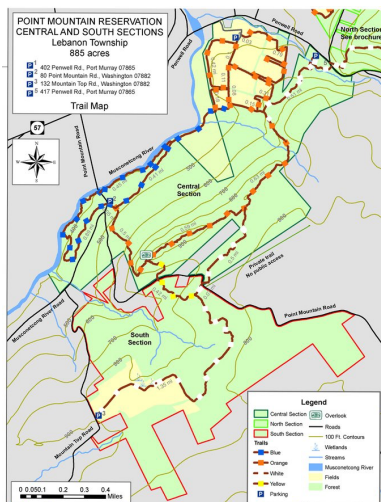 POINT MOUNTAIN RESERVATION
CENTRAL AND SOUTH SECTIONS
Lebanon Township
885 acres
P 1 402 Penwell Rd., Port Murray 07865
P 2 60 Point Mountain Rd., Washington 07882
P 3 132 Mountain Top Rd., Washington 07882
P 5 417 Penwell Rd., Port Murray 07865
Trail Map
North Section
See brochure
Penwell Road
Penwell Road
57
Point Mountain Road
Musconetcong River
Central
Section
Private trail
No public access
Point Mountain Road
Musconetcong River Road
South
Section
Mountain Top Road
P 3
0 0.05 0.1 0.2 0.3 0.4
Miles
Legend
Central Section
North Section
South Section
Trails
Blue
Orange
White
Yellow
P Parking
Overlook
Roads
100 Ft. Contours
Wetlands
Streams
Musconetcong River
Fields
Forest